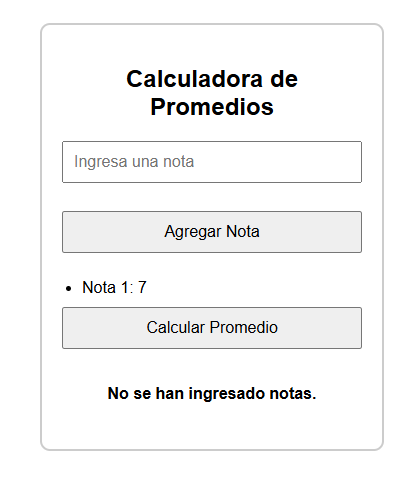 Calculadora de
Promedios
Ingresa una nota
Agregar Nota
• Nota 1: 7
Calcular Promedio
No se han ingresado notas.